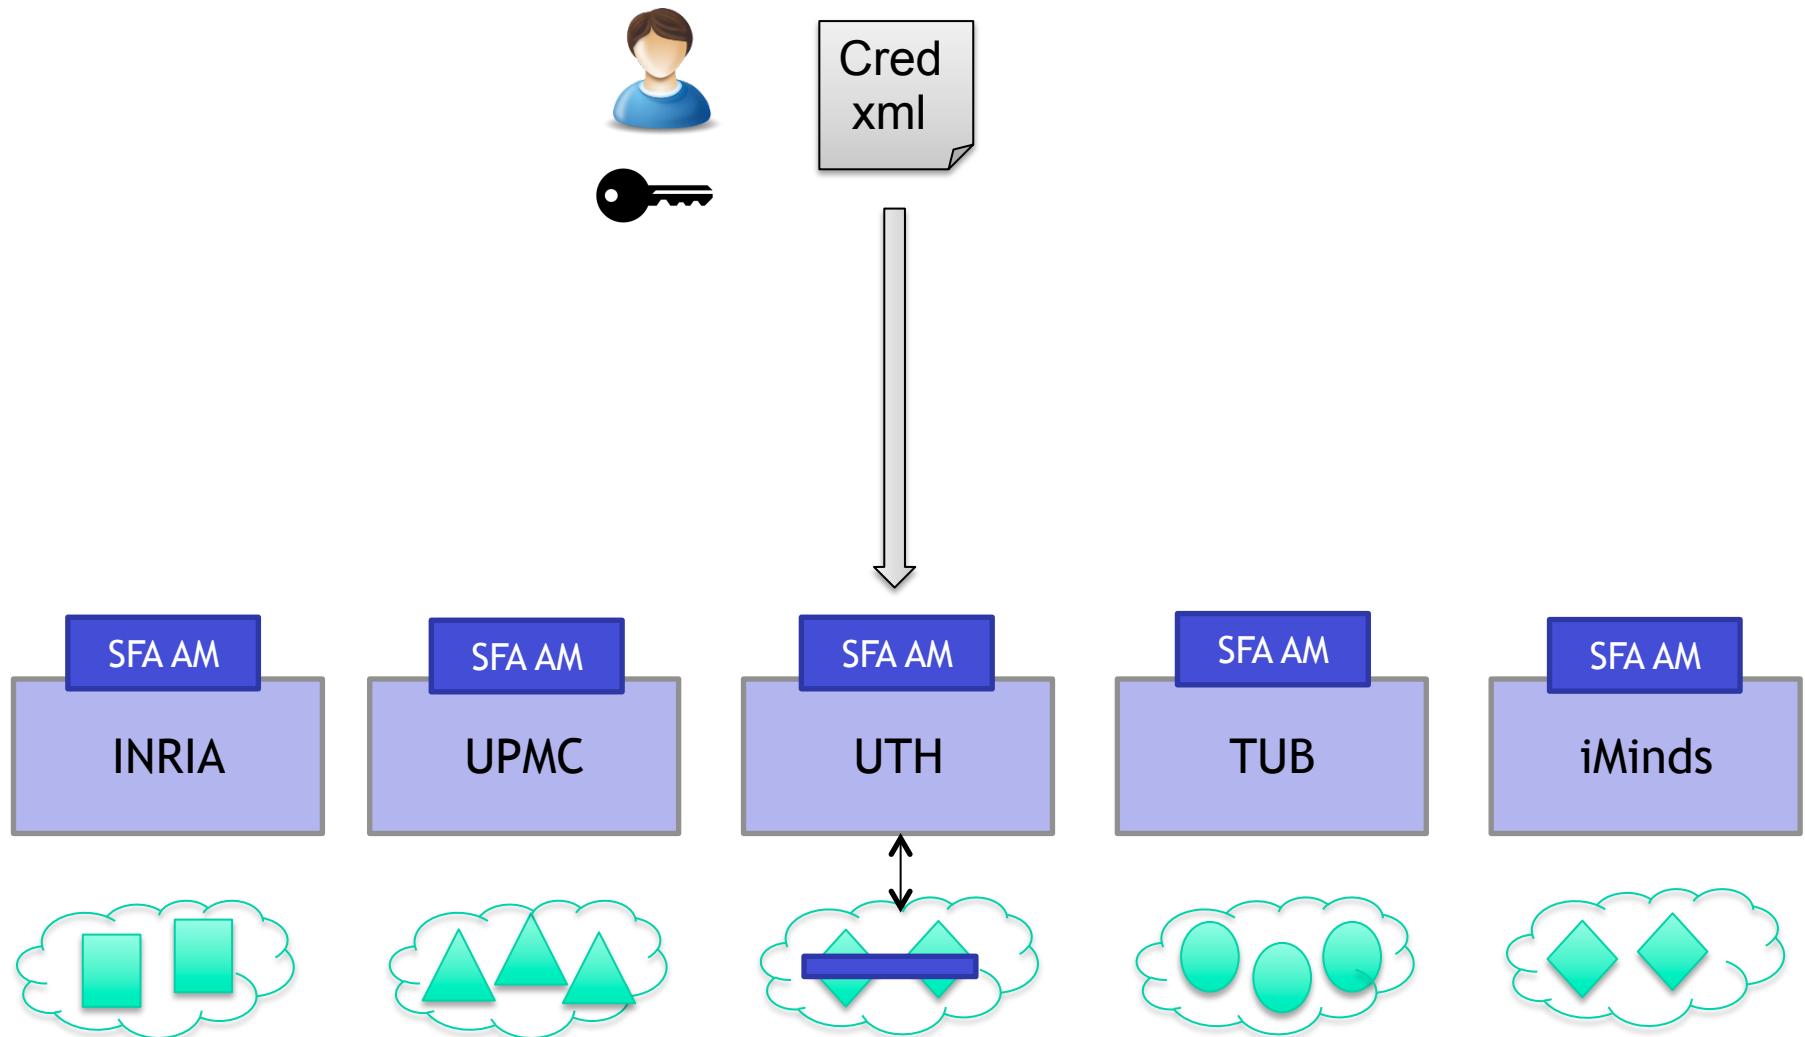 Cred
xml
SFA AM
SFA AM
SFA AM
SFA AM
SFA AM
INRIA
UPMC
UTH
TUB
iMinds